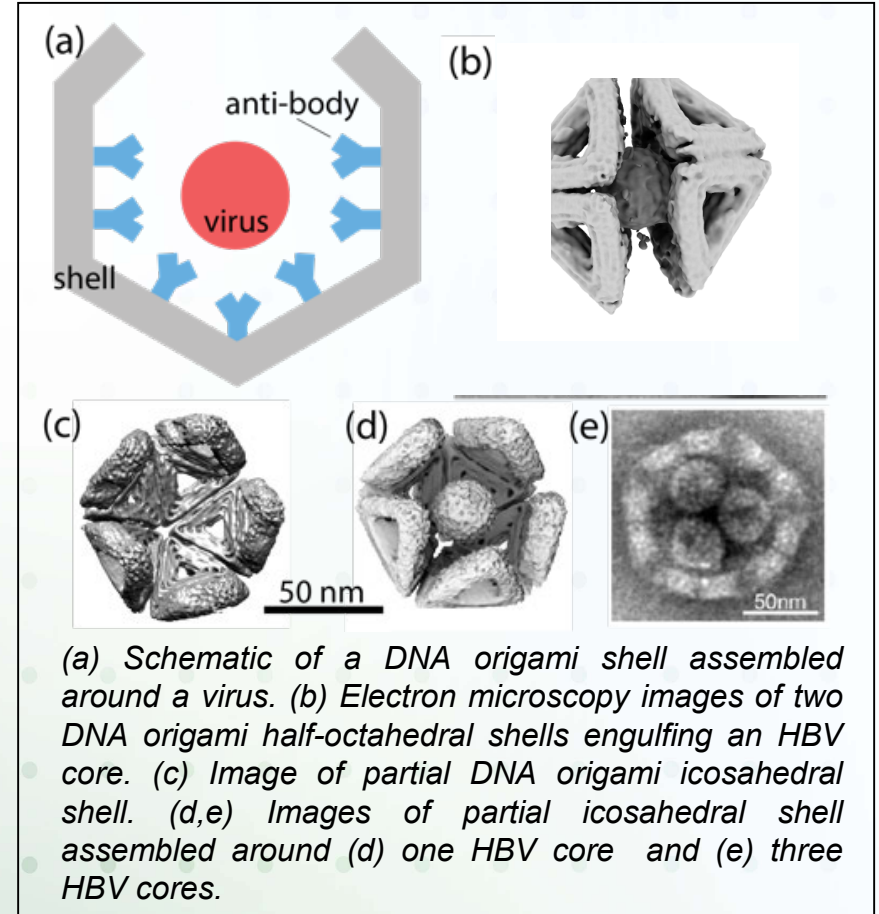 (a)
anti-body
virus
shell
(b)
(c)
50 nm
(d)
(e)
50nm
(a) Schematic of a DNA origami shell assembled
around a virus. (b) Electron microscopy images of two
DNA origami half-octahedral shells engulfing an HBV
core. (c) Image of partial DNA origami icosahedral
shell. (d,e) Images of partial icosahedral shell
assembled around (d) one HBV core and (e) three
HBV cores.